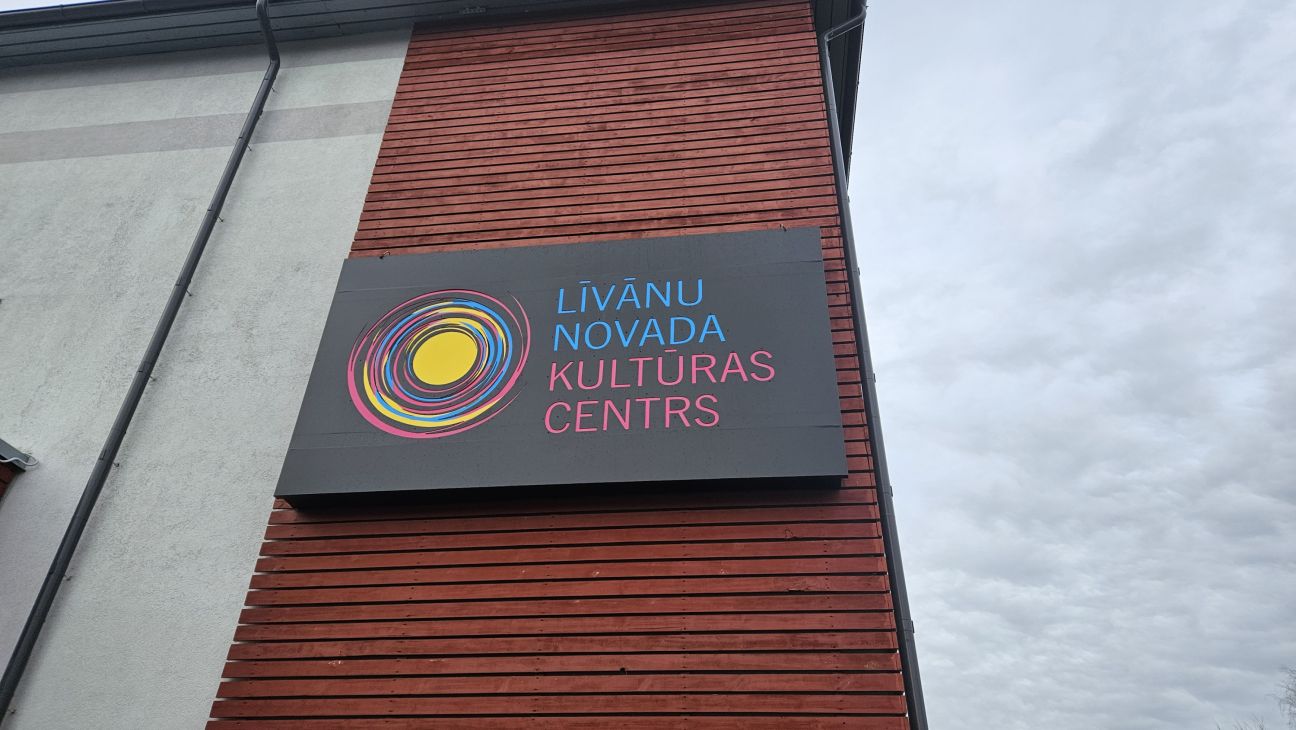 LĪVĀNU
NOVADA
KULTŪRAS
CENTRS